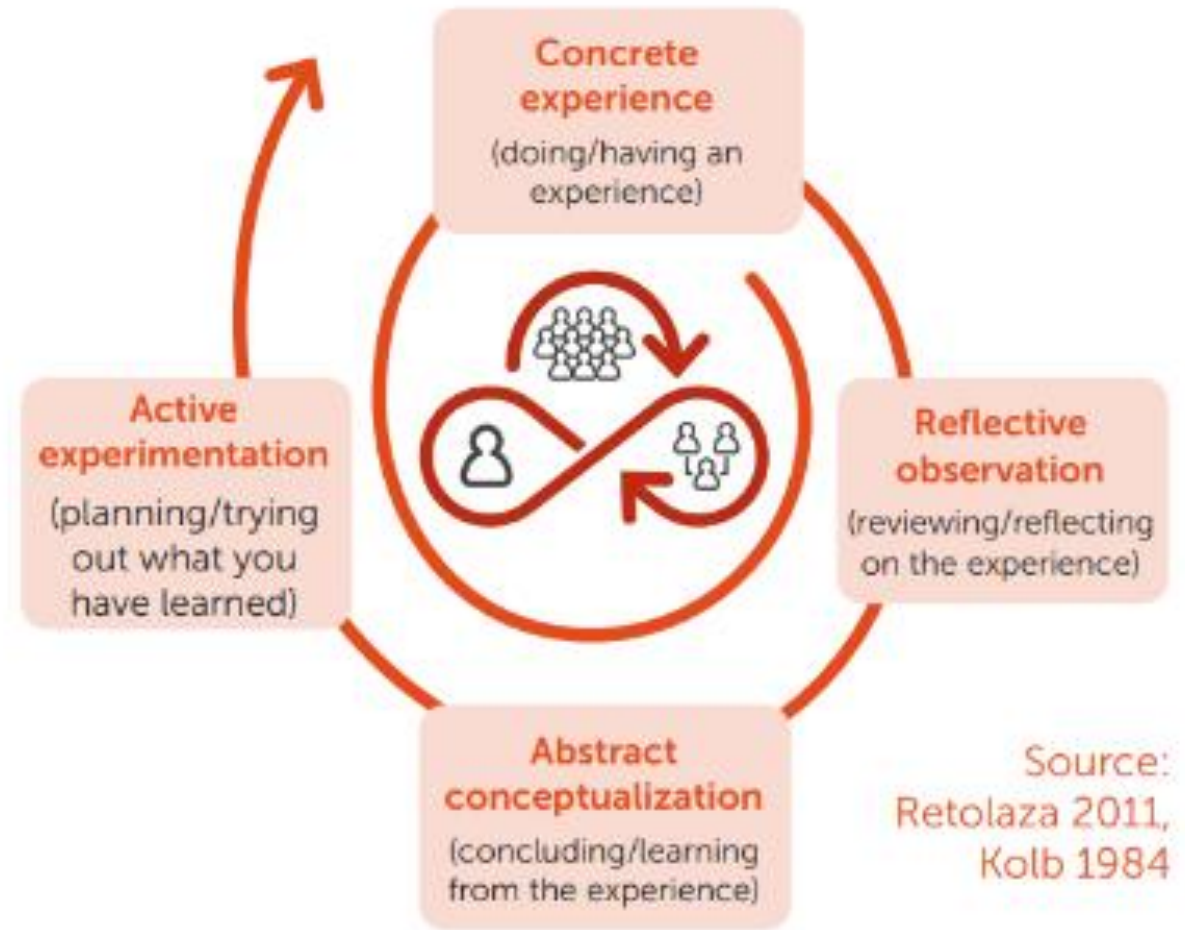 Concrete
experience
(doing/having an
experience)
Reflective
observation
(reviewing/reflecting
on the experience)
Abstract
conceptualization
(concluding/learning
from the experience)
Active
experimentation
(planning/trying
out what you
have learned)
Source:
Retolaza 2011,
Kolb 1984